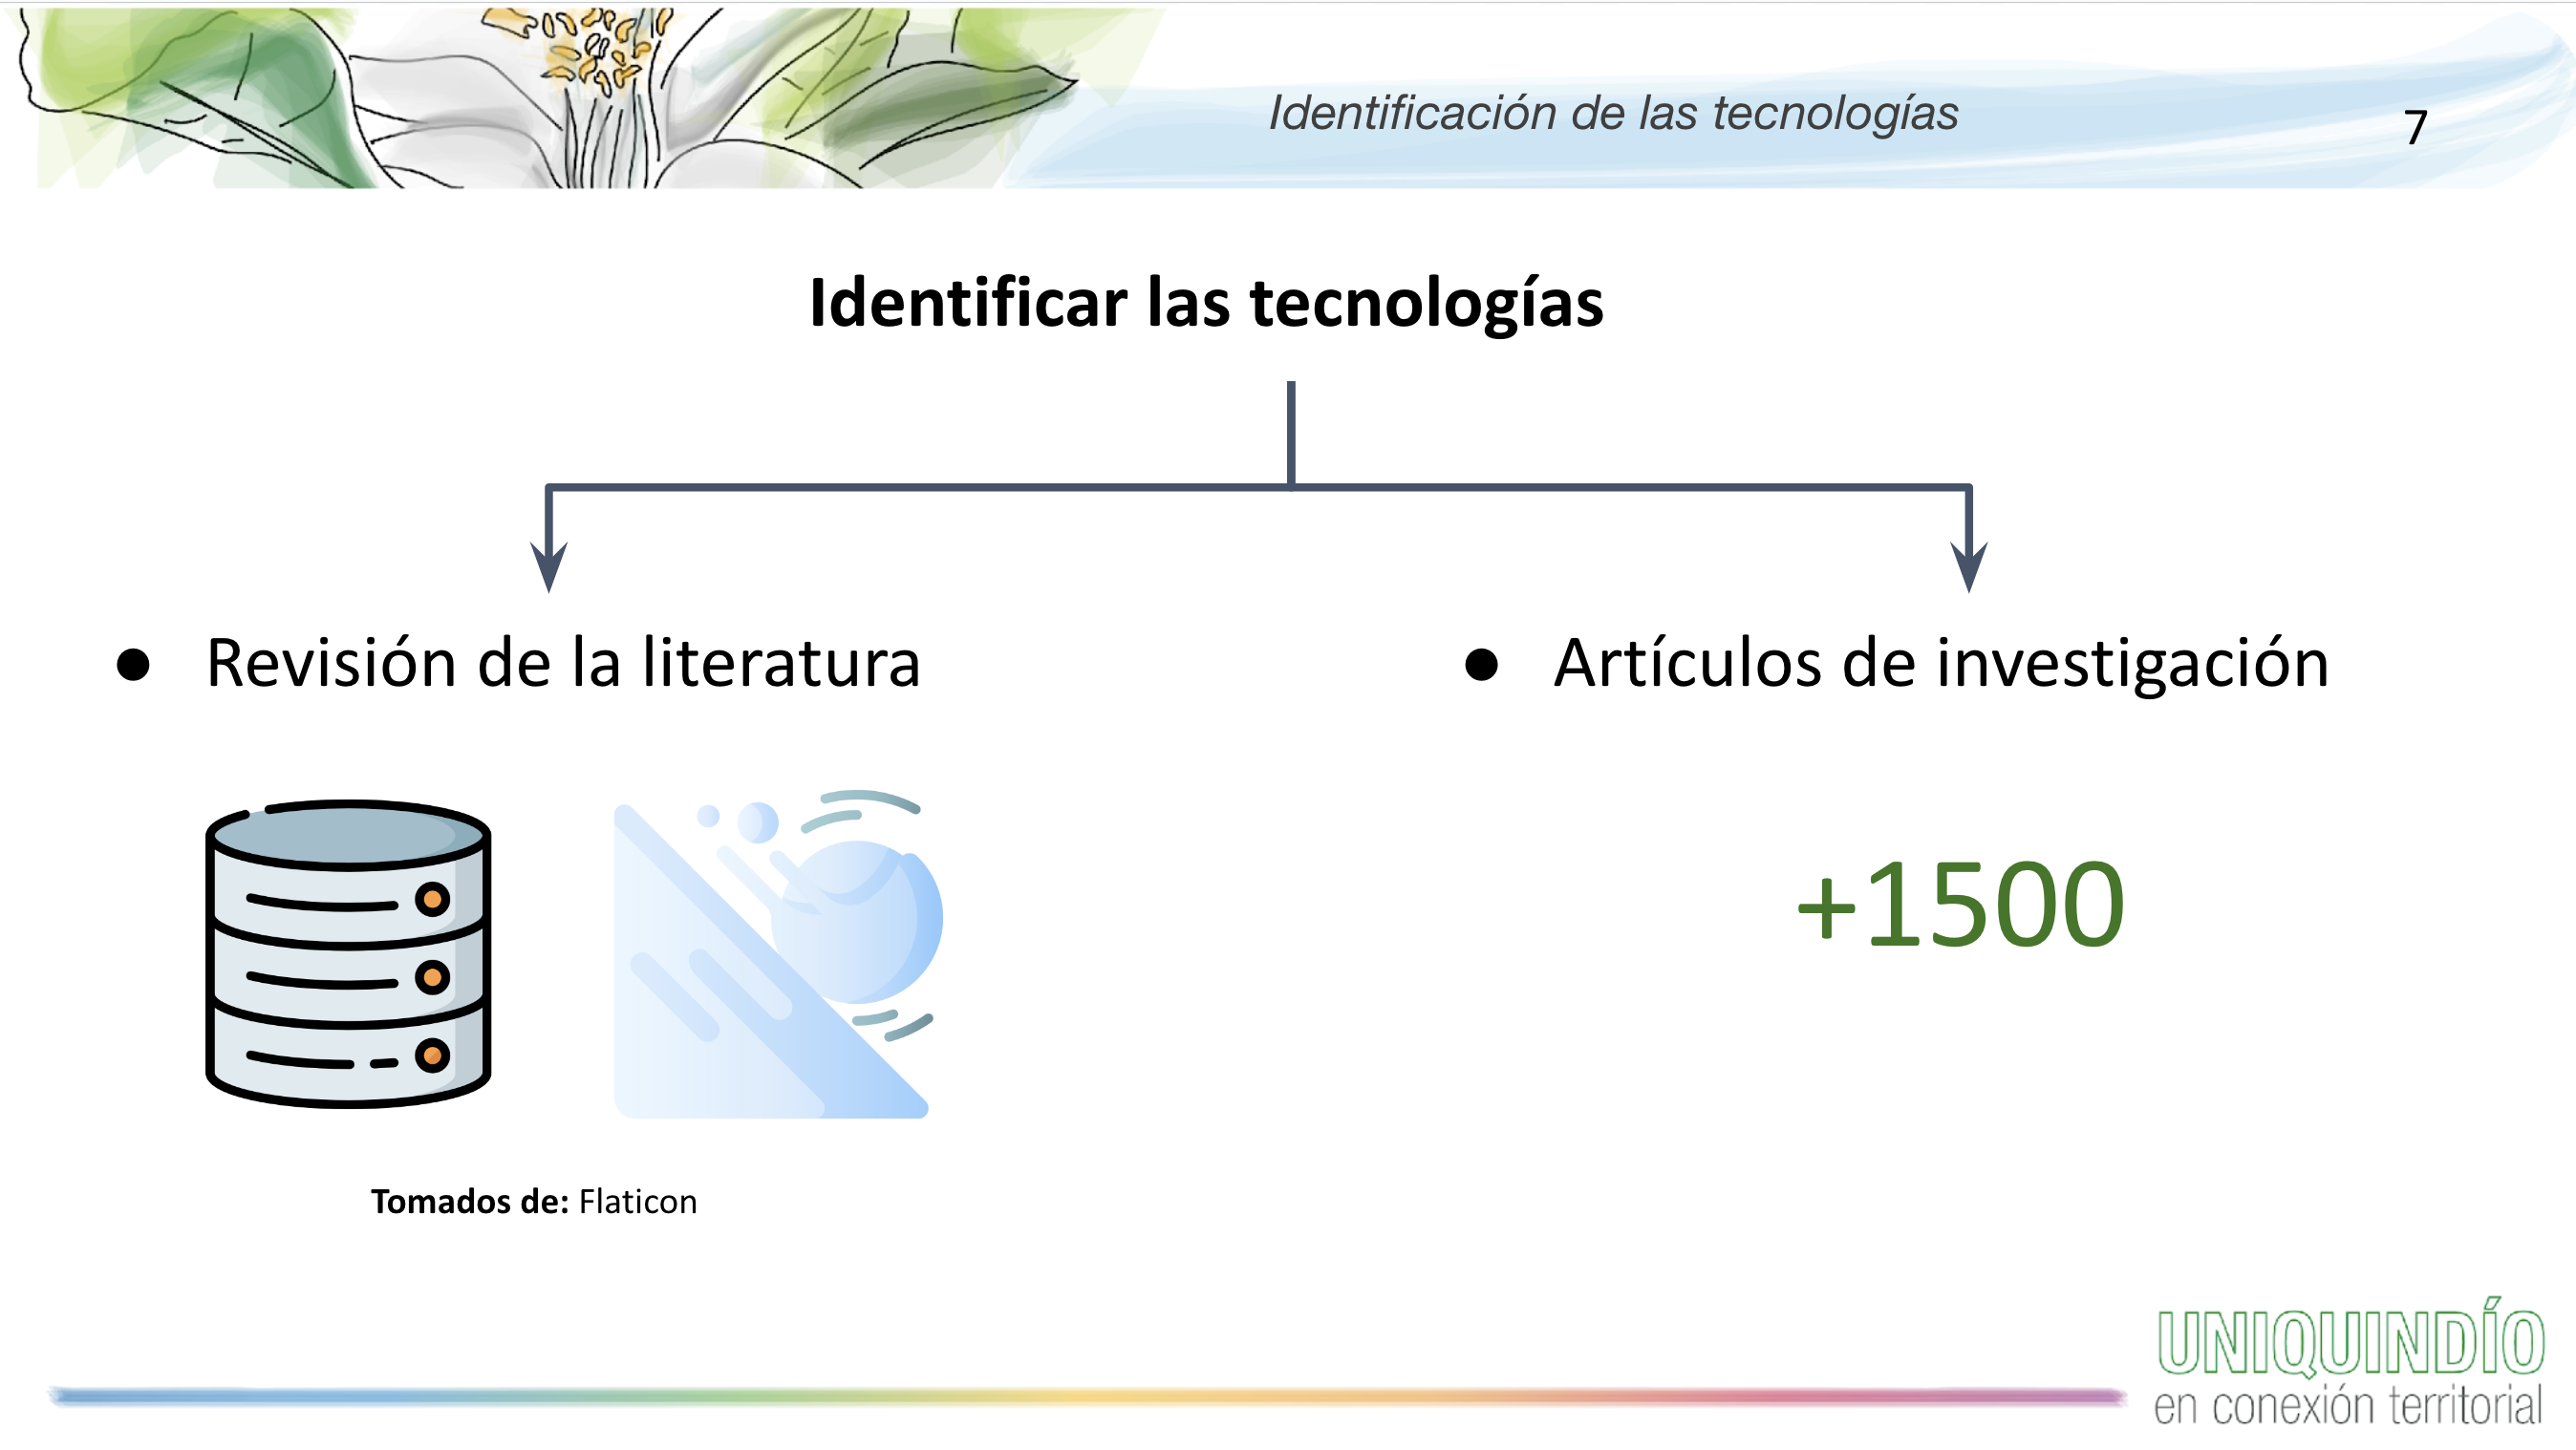 Identificación de las tecnologías
7
Identificar las tecnologías
● Revisión de la literatura
● Artículos de investigación
+1500
Tomados de: Flaticon
UNIQUINDÍO
en conexión territorial